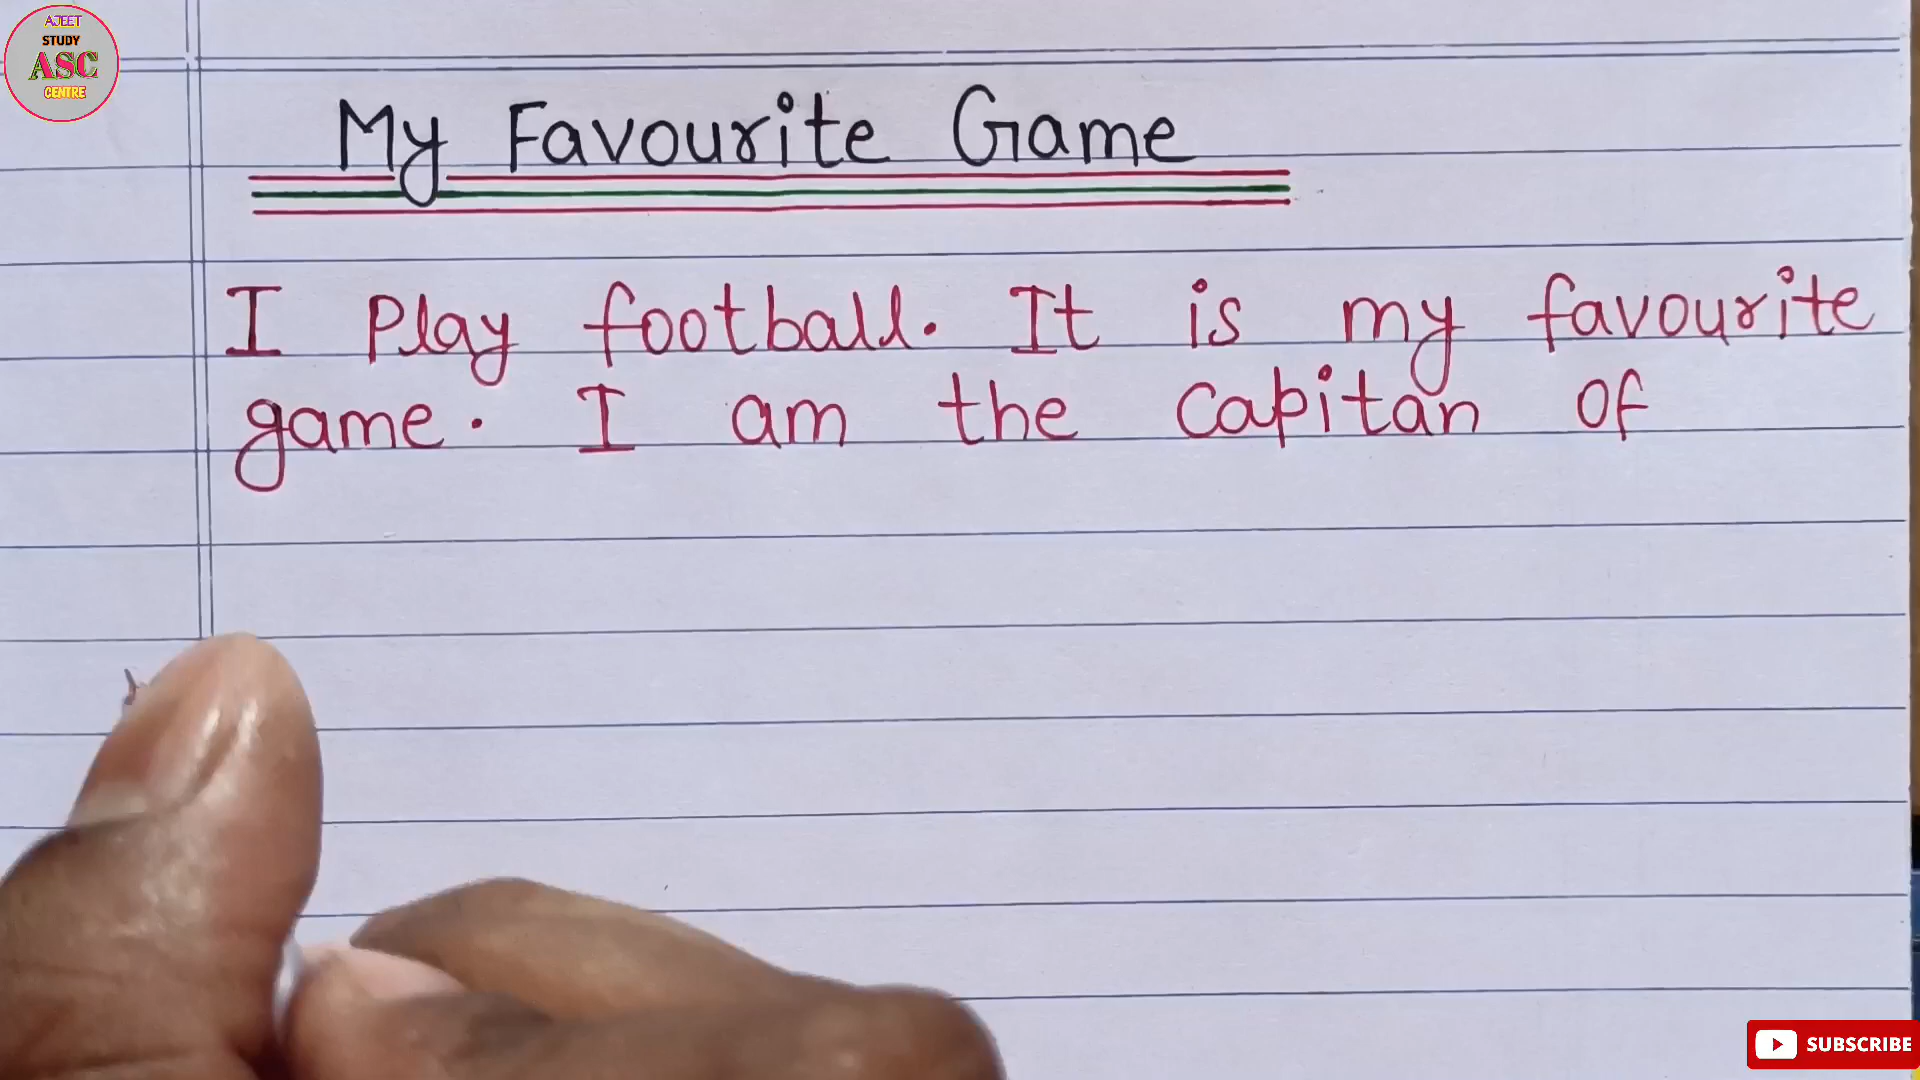 AJEET
STUDY
ASC
CENTRE
My Favourite Game
I Play football. It is my favourite
game. I am the Capitan of
SUBSCRIBE